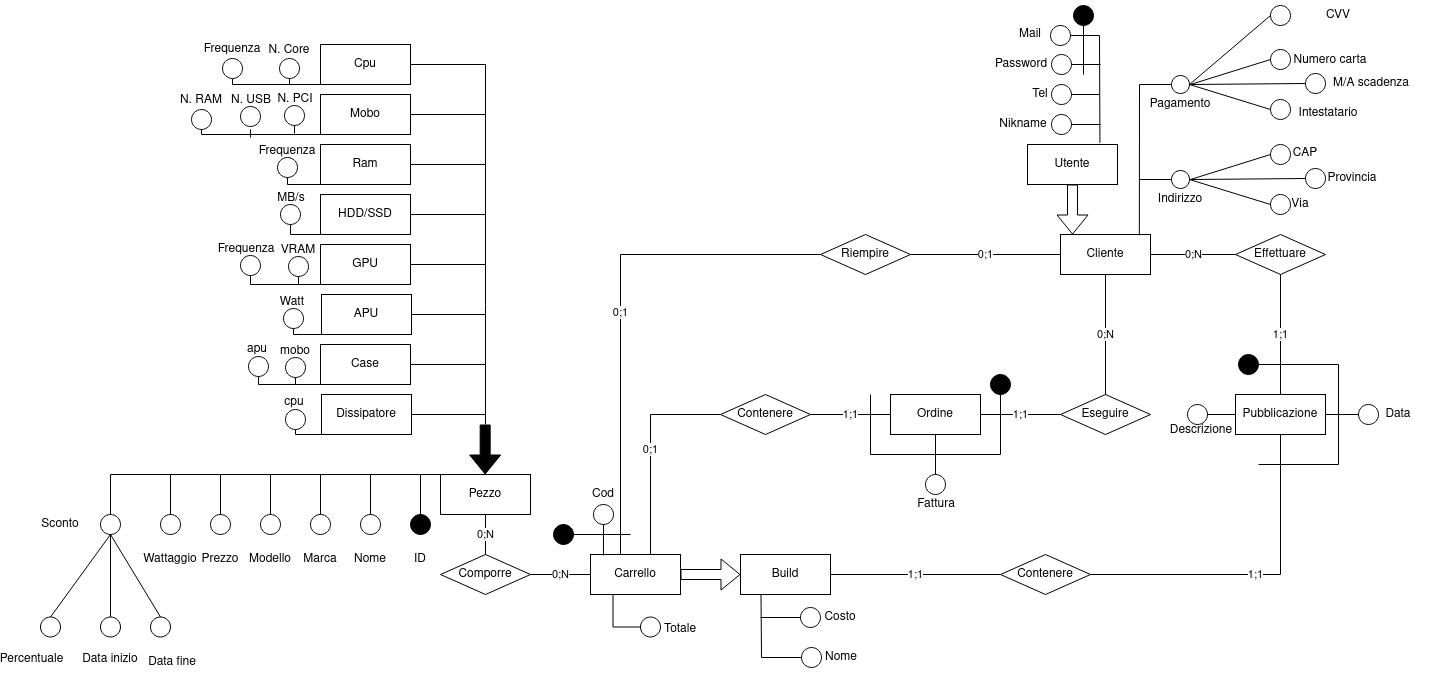 CVV
Mail
Numero carta
Password
M/A scadenza
Pagamento
Tel
Intestatario
Nikname
Utente
CAP
Provincia
Indirizzo
Via
Frequenza
N. Core
Cpu
N. RAM
N. USB
N. PCI
Mobo
Frequenza
Ram
MB/s
HDD/SSD
Frequenza
VRAM
GPU
Watt
APU
apu
mobo
Case
cpu
Dissipatore
Riempire
0;1
Cliente
0;N
Effettuare
0;1
0;N
1;1
Contenere
1;1
Ordine
1;1
Eseguire
Pubblicazione
Data
Descrizione
0;1
Fattura
Pezzo
Cod
Sconto
0;N
Wattaggio
Prezzo
Modello
Marca
Nome
ID
Comporre
0;N
Carrello
Build
1;1
Contenere
1;1
Costo
Totale
Nome
Percentuale
Data inizio
Data fine